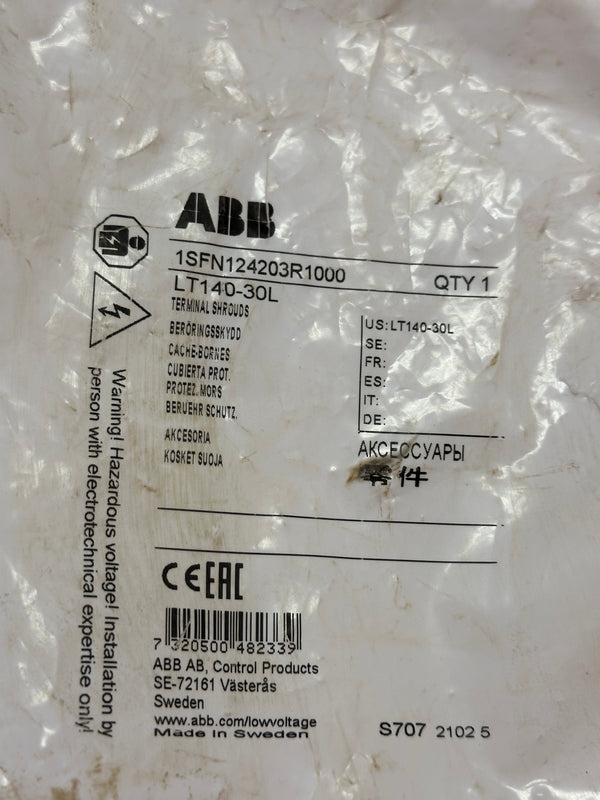 ABB
1SFN124203R1000 QTY 1
LT140-30L
TERMINAL SHROUDS
BERÖRINGSSKYDD
CACHE-BORNES
CUBIERTA PROT.
PROTEZ. MORS
BERUEHR SCHUTZ.
AKCESORIA
KOSKET SUOJA
US: LT140-30L
SE:
FR:
ES:
IT:
DE:
АКСЕССУАРЫ
零件
Warning! Hazardous voltage! Installation by
person with electrotechnical expertise only!
CE EAC
7 320500 482339
ABB AB, Control Products
SE-72161 Västerås
Sweden
www.abb.com/lowvoltage
Made In Sweden
S707 2102 5